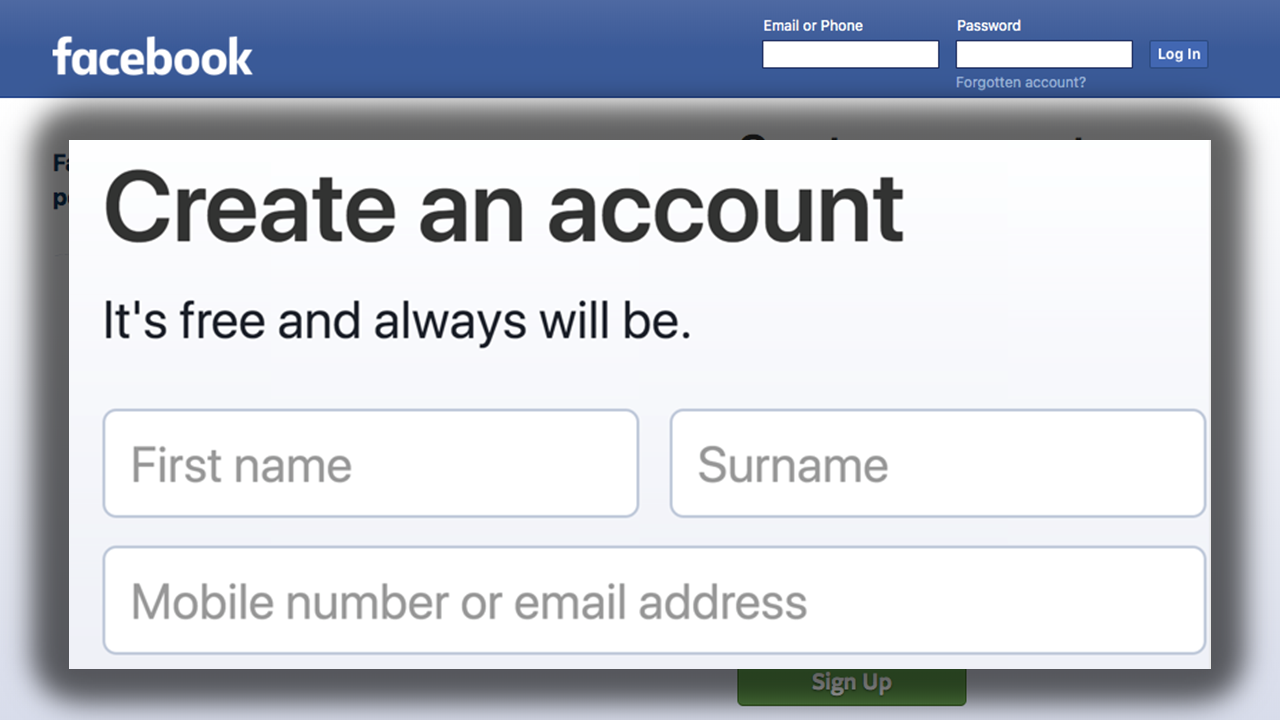 facebook
Email or Phone
Password
Log In
Forgotten account?
Create an account
It's free and always will be.
First name
Surname
Mobile number or email address
Sign Up